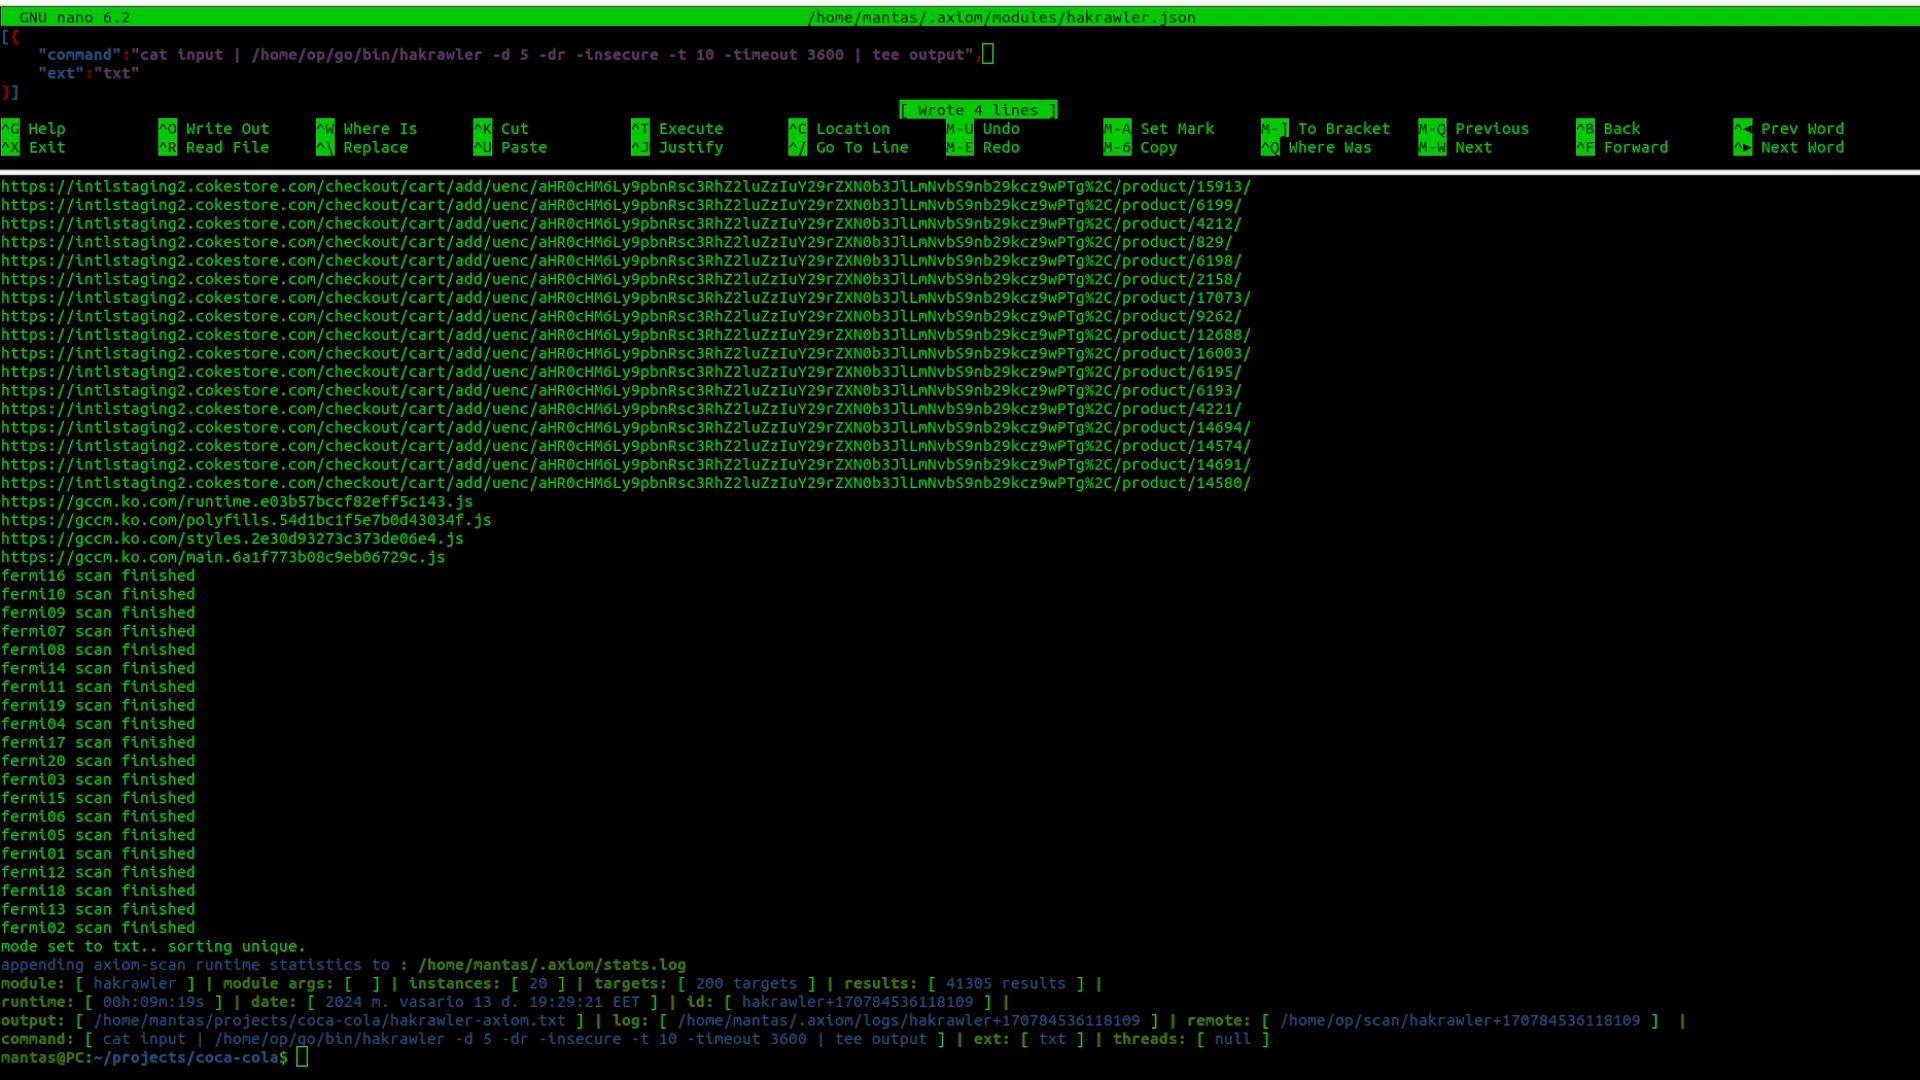 GNU nano 6.2 /home/mantas/.axiom/modules/hakrawler.json
[{
"command":"cat input | /home/op/go/bin/hakrawler -d 5 -dr -insecure -t 10 -timeout 3600 | tee output",
"ext":"txt"
}]
[ Wrote 4 lines ]
^G Help ^O Write Out ^W Where Is ^K Cut ^T Execute ^C Location M-U Undo M-A Set Mark M-] To Bracket M-Q Previous ^B Back ^◄ Prev Word
^X Exit ^R Read File ^\ Replace ^U Paste ^J Justify ^/ Go To Line M-E Redo M-6 Copy ^Q Where Was M-W Next ^F Forward ^► Next Word
https://intlstaging2.cokestore.com/checkout/cart/add/uenc/aHR0cHM6Ly9pbnRsc3RhZ2luZzIuY29rZXN0b3JlLmNvbS9nb29kcz9wPTg%2C/product/15913/
https://intlstaging2.cokestore.com/checkout/cart/add/uenc/aHR0cHM6Ly9pbnRsc3RhZ2luZzIuY29rZXN0b3JlLmNvbS9nb29kcz9wPTg%2C/product/6199/
https://intlstaging2.cokestore.com/checkout/cart/add/uenc/aHR0cHM6Ly9pbnRsc3RhZ2luZzIuY29rZXN0b3JlLmNvbS9nb29kcz9wPTg%2C/product/4212/
https://intlstaging2.cokestore.com/checkout/cart/add/uenc/aHR0cHM6Ly9pbnRsc3RhZ2luZzIuY29rZXN0b3JlLmNvbS9nb29kcz9wPTg%2C/product/829/
https://intlstaging2.cokestore.com/checkout/cart/add/uenc/aHR0cHM6Ly9pbnRsc3RhZ2luZzIuY29rZXN0b3JlLmNvbS9nb29kcz9wPTg%2C/product/6198/
https://intlstaging2.cokestore.com/checkout/cart/add/uenc/aHR0cHM6Ly9pbnRsc3RhZ2luZzIuY29rZXN0b3JlLmNvbS9nb29kcz9wPTg%2C/product/2158/
https://intlstaging2.cokestore.com/checkout/cart/add/uenc/aHR0cHM6Ly9pbnRsc3RhZ2luZzIuY29rZXN0b3JlLmNvbS9nb29kcz9wPTg%2C/product/17073/
https://intlstaging2.cokestore.com/checkout/cart/add/uenc/aHR0cHM6Ly9pbnRsc3RhZ2luZzIuY29rZXN0b3JlLmNvbS9nb29kcz9wPTg%2C/product/9262/
https://intlstaging2.cokestore.com/checkout/cart/add/uenc/aHR0cHM6Ly9pbnRsc3RhZ2luZzIuY29rZXN0b3JlLmNvbS9nb29kcz9wPTg%2C/product/12688/
https://intlstaging2.cokestore.com/checkout/cart/add/uenc/aHR0cHM6Ly9pbnRsc3RhZ2luZzIuY29rZXN0b3JlLmNvbS9nb29kcz9wPTg%2C/product/16003/
https://intlstaging2.cokestore.com/checkout/cart/add/uenc/aHR0cHM6Ly9pbnRsc3RhZ2luZzIuY29rZXN0b3JlLmNvbS9nb29kcz9wPTg%2C/product/6195/
https://intlstaging2.cokestore.com/checkout/cart/add/uenc/aHR0cHM6Ly9pbnRsc3RhZ2luZzIuY29rZXN0b3JlLmNvbS9nb29kcz9wPTg%2C/product/6193/
https://intlstaging2.cokestore.com/checkout/cart/add/uenc/aHR0cHM6Ly9pbnRsc3RhZ2luZzIuY29rZXN0b3JlLmNvbS9nb29kcz9wPTg%2C/product/4221/
https://intlstaging2.cokestore.com/checkout/cart/add/uenc/aHR0cHM6Ly9pbnRsc3RhZ2luZzIuY29rZXN0b3JlLmNvbS9nb29kcz9wPTg%2C/product/14694/
https://intlstaging2.cokestore.com/checkout/cart/add/uenc/aHR0cHM6Ly9pbnRsc3RhZ2luZzIuY29rZXN0b3JlLmNvbS9nb29kcz9wPTg%2C/product/14574/
https://intlstaging2.cokestore.com/checkout/cart/add/uenc/aHR0cHM6Ly9pbnRsc3RhZ2luZzIuY29rZXN0b3JlLmNvbS9nb29kcz9wPTg%2C/product/14691/
https://intlstaging2.cokestore.com/checkout/cart/add/uenc/aHR0cHM6Ly9pbnRsc3RhZ2luZzIuY29rZXN0b3JlLmNvbS9nb29kcz9wPTg%2C/product/14580/
https://gccm.ko.com/runtime.e03b57bccf82eff5c143.js
https://gccm.ko.com/polyfills.54d1bc1f5e7b0d43034f.js
https://gccm.ko.com/styles.2e30d93273c373de06e4.js
https://gccm.ko.com/main.6a1f773b08c9eb06729c.js
fermi16 scan finished
fermi10 scan finished
fermi09 scan finished
fermi07 scan finished
fermi08 scan finished
fermi14 scan finished
fermi11 scan finished
fermi19 scan finished
fermi04 scan finished
fermi17 scan finished
fermi20 scan finished
fermi03 scan finished
fermi15 scan finished
fermi06 scan finished
fermi05 scan finished
fermi01 scan finished
fermi12 scan finished
fermi18 scan finished
fermi13 scan finished
fermi02 scan finished
mode set to txt.. sorting unique.
appending axiom-scan runtime statistics to : /home/mantas/.axiom/stats.log
module: [ hakrawler ] | module args: [  ] | instances: [ 20 ] | targets: [ 200 targets ] | results: [ 41305 results ] |
runtime: [ 00h:09m:19s ] | date: [ 2024 m. vasario 13 d. 19:29:21 EET ] | id: [ hakrawler+170784536118109 ] |
output: [ /home/mantas/projects/coca-cola/hakrawler-axiom.txt ] | log: [ /home/mantas/.axiom/logs/hakrawler+170784536118109 ] | remote: [ /home/op/scan/hakrawler+170784536118109 ] |
command: [ cat input | /home/op/go/bin/hakrawler -d 5 -dr -insecure -t 10 -timeout 3600 | tee output ] | ext: [ txt ] | threads: [ null ]
mantas@PC:~/projects/coca-cola$